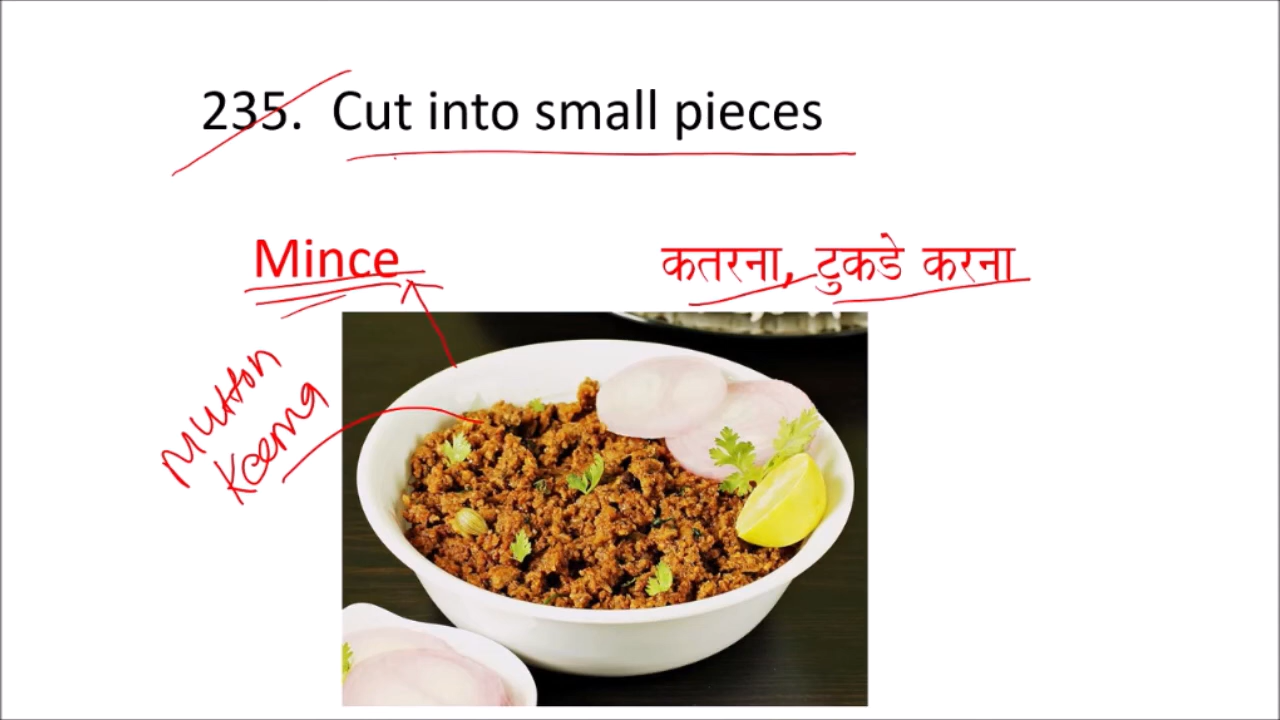 235. Cut into small pieces
Mince
कतरना, टुकडे करना
Mutton
Keema